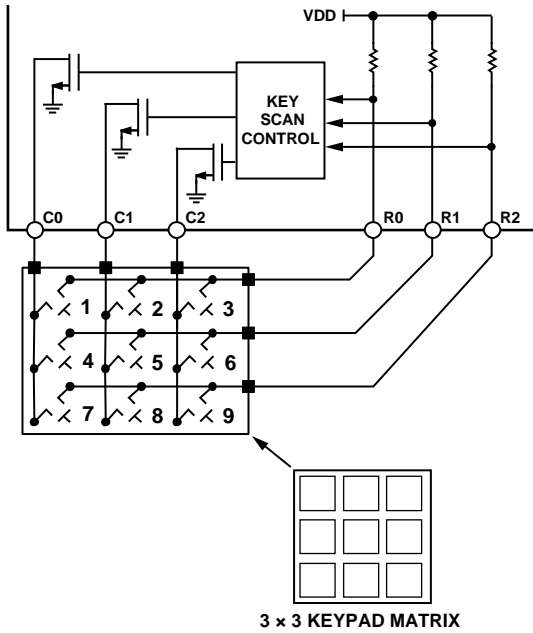 VDD
KEY
SCAN
CONTROL
C0 C1 C2 R0 R1 R2
1 2 3
4 5 6
7 8 9
3 × 3 KEYPAD MATRIX